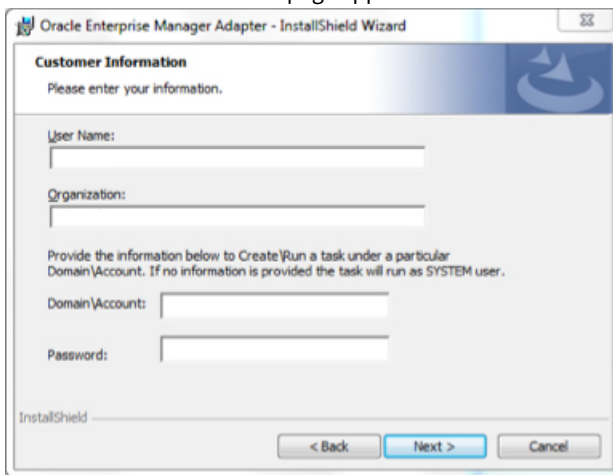 Oracle Enterprise Manager Adapter - InstallShield Wizard
Customer Information
Please enter your information.
User Name:
Organization:
Provide the information below to Create\Run a task under a particular
Domain\Account. If no information is provided the task will run as SYSTEM user.
Domain\Account:
Password:
InstallShield
< Back Next > Cancel